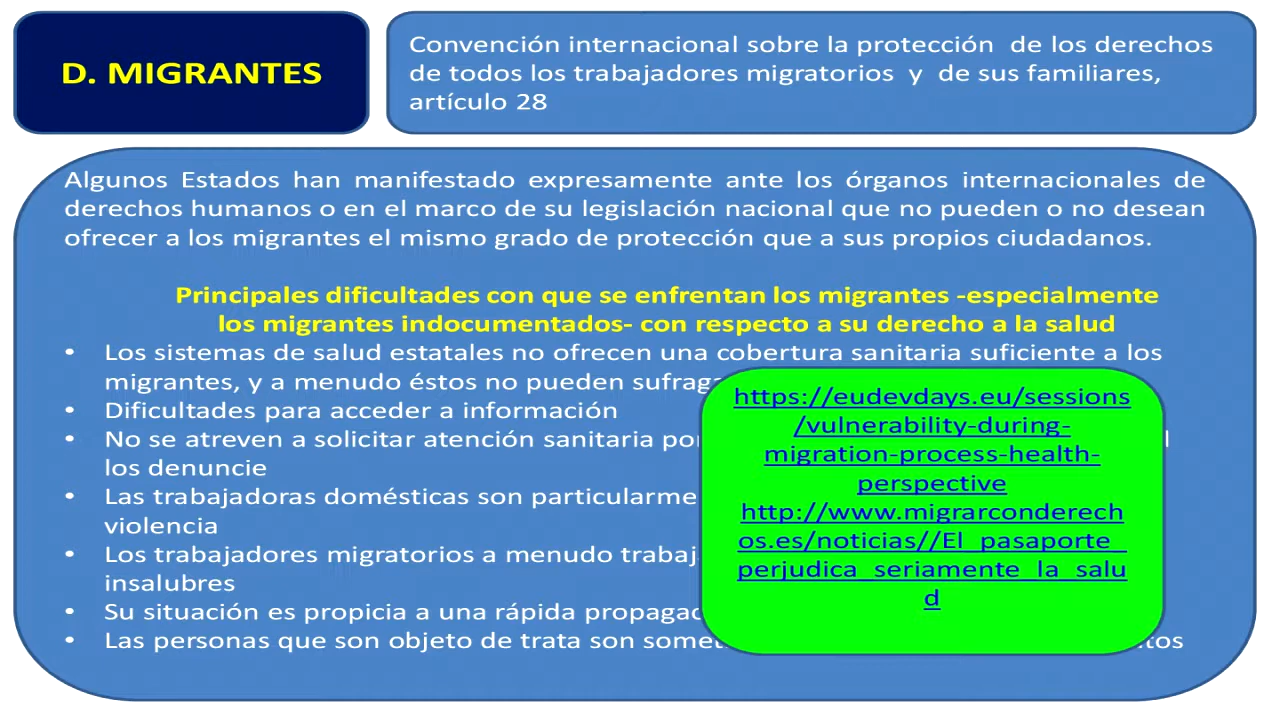 D. MIGRANTES
Convención internacional sobre la protección de los derechos
de todos los trabajadores migratorios y de sus familiares,
artículo 28
Algunos Estados han manifestado expresamente ante los órganos internacionales de
derechos humanos o en el marco de su legislación nacional que no pueden o no desean
ofrecer a los migrantes el mismo grado de protección que a sus propios ciudadanos.
Principales dificultades con que se enfrentan los migrantes -especialmente
los migrantes indocumentados- con respecto a su derecho a la salud
• Los sistemas de salud estatales no ofrecen una cobertura sanitaria suficiente a los
migrantes, y a menudo éstos no pueden
• Dificultades para acceder a información
• No se atreven a solicitar atención sanitaria
los denuncie
• Las trabajadoras domésticas son
violencia
• Los trabajadores migratorios a menudo
insalubres
• Su situación es propicia a una rápida
• Las personas que son objeto de trata son
https://eudevdays.eu/sessions
/vulnerability-during-
migration-process-health-
perspective
http://www.migrarconderech
os.es/noticias//El_pasaporte_
perjudica_seriamente_la_salu
d